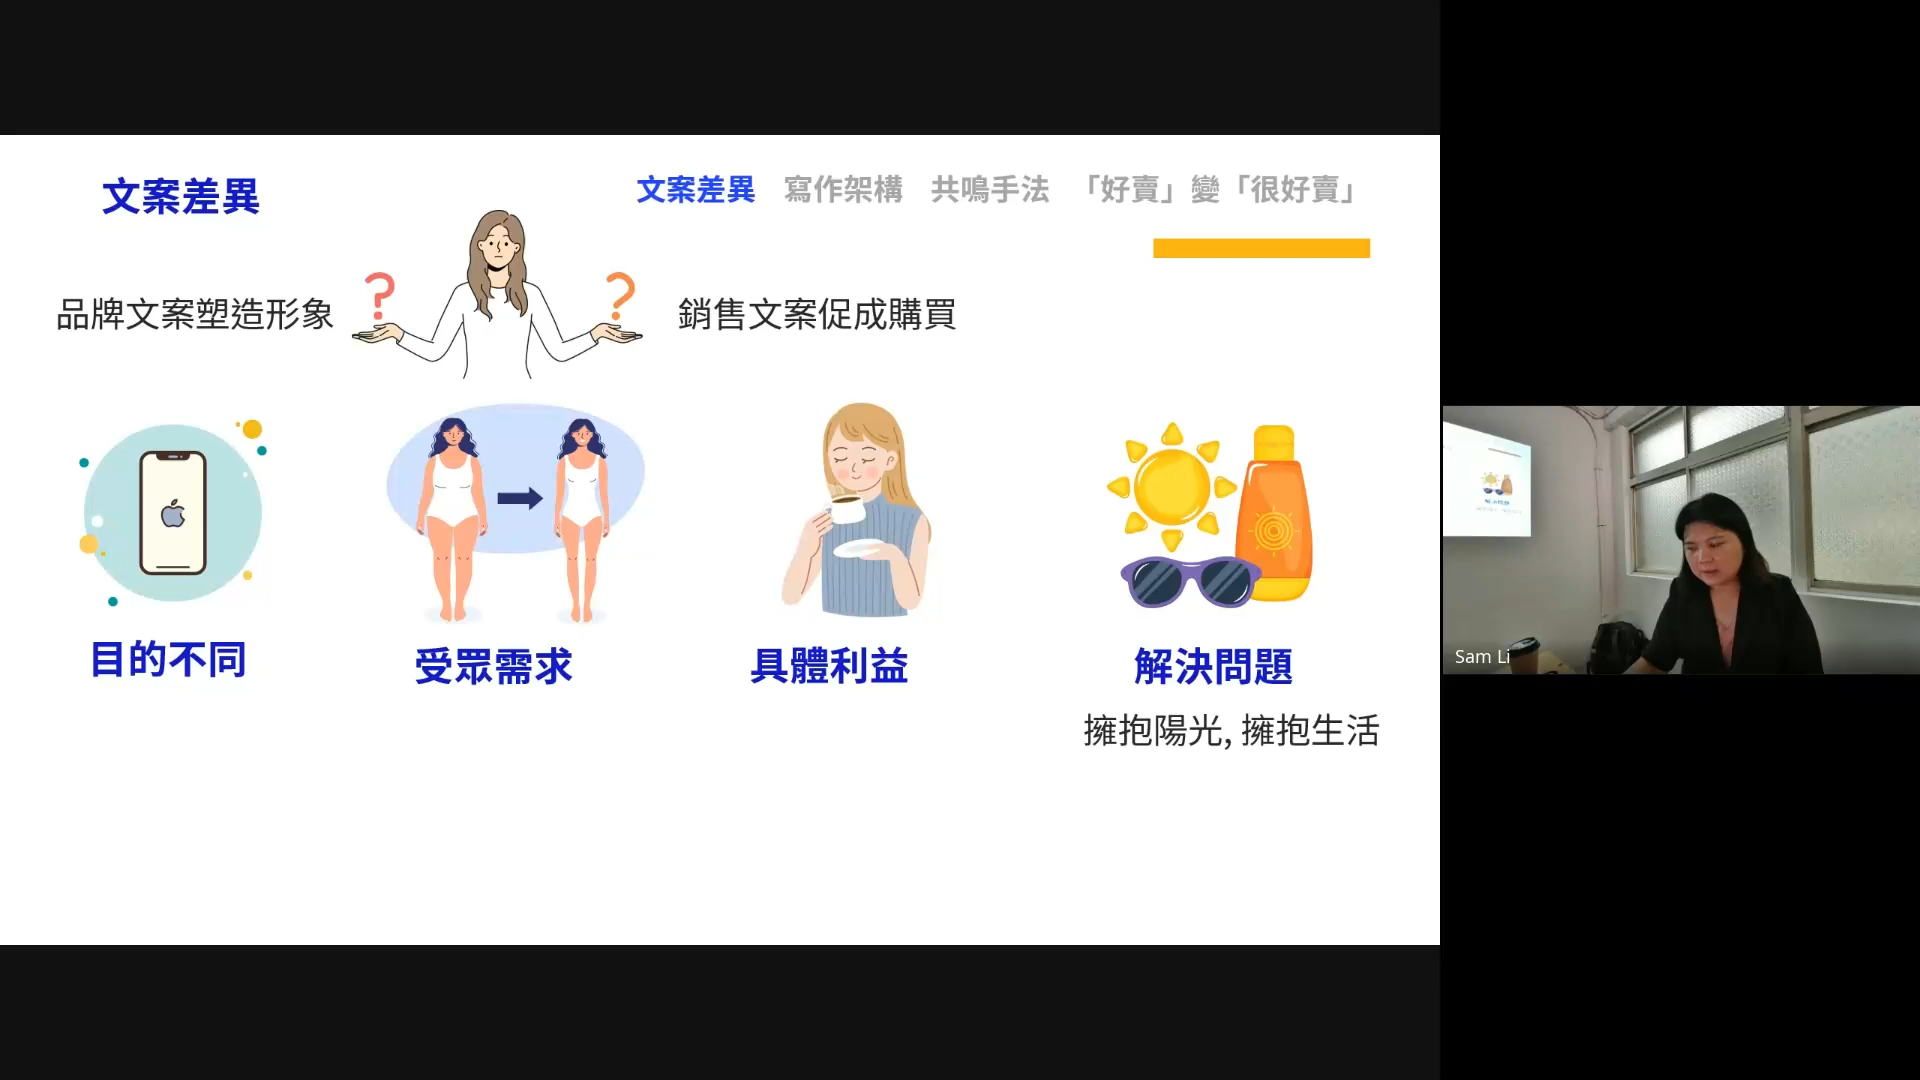 文案差異
文案差異 寫作架構 共鳴手法 「好賣」變「很好賣」
品牌文案塑造形象
銷售文案促成購買
目的不同
受眾需求
具體利益
解決問題
擁抱陽光, 擁抱生活
Sam Li